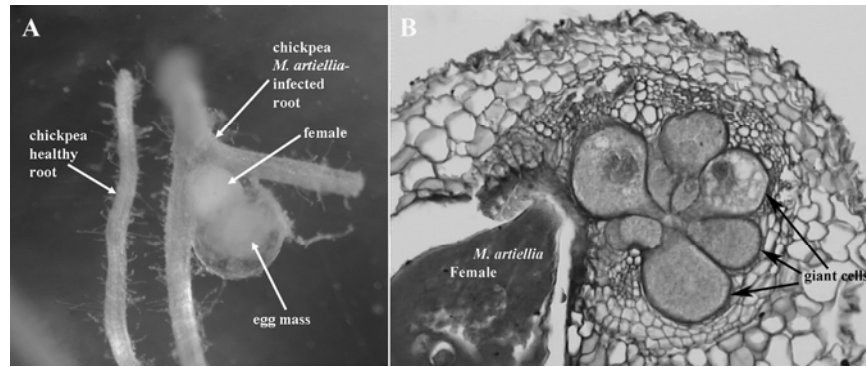 A
chickpea
M. artiellia-
infected
root
chickpea
healthy
root
female
egg mass
B
M. artiellia
Female
giant cells